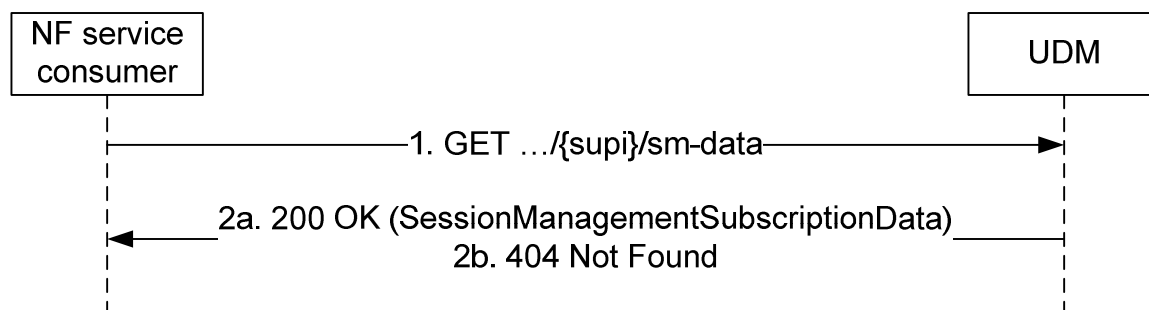 NF service
consumer
UDM
1. GET …/{supi}/sm-data
2a. 200 OK (SessionManagementSubscriptionData)
2b. 404 Not Found